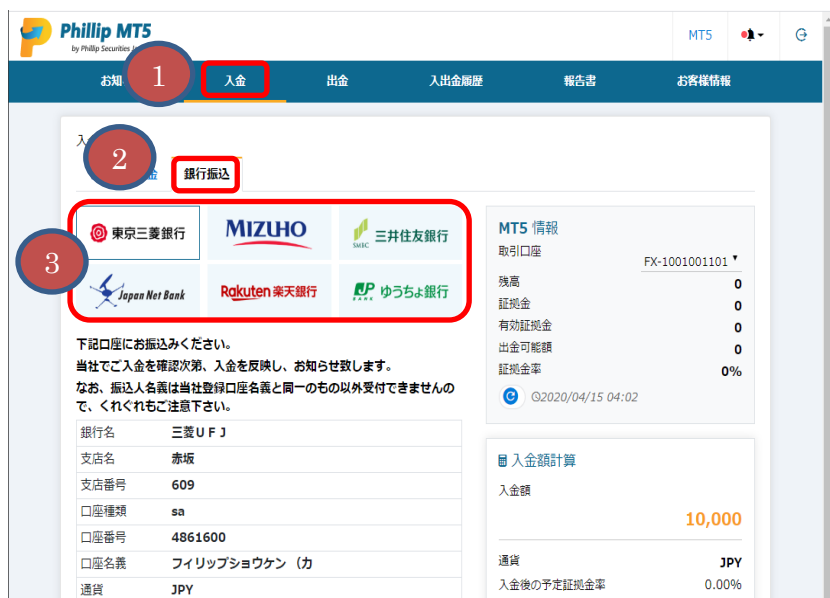 Phillip MT5
by Phillip Securities
MT5
お知
1
入金
出金
入出金履歴
報告書
お客様情報
入
2
金
銀行振込
3
東京三菱銀行
MIZUHO
SMBC 三井住友銀行
Japan Net Bank
Rakuten 楽天銀行
JP BANK ゆうちょ銀行
下記口座にお振込みください。
当社でご入金を確認次第、入金を反映し、お知らせ致します。
なお、振込人名義は当社登録口座名義と同一のもの以外受付できませんの
で、くれぐれもご注意下さい。
銀行名 三菱ＵＦＪ
支店名 赤坂
支店番号 609
口座種類 sa
口座番号 4861600
口座名義 フィリップショウケン（カ
通貨 JPY
MT5 情報
取引口座
FX-1001001101
残高 0
証拠金 0
有効証拠金 0
出金可能額 0
証拠金率 0%
2020/04/15 04:02
入金額計算
入金額
10,000
通貨 JPY
入金後の予定証拠金率 0.00%